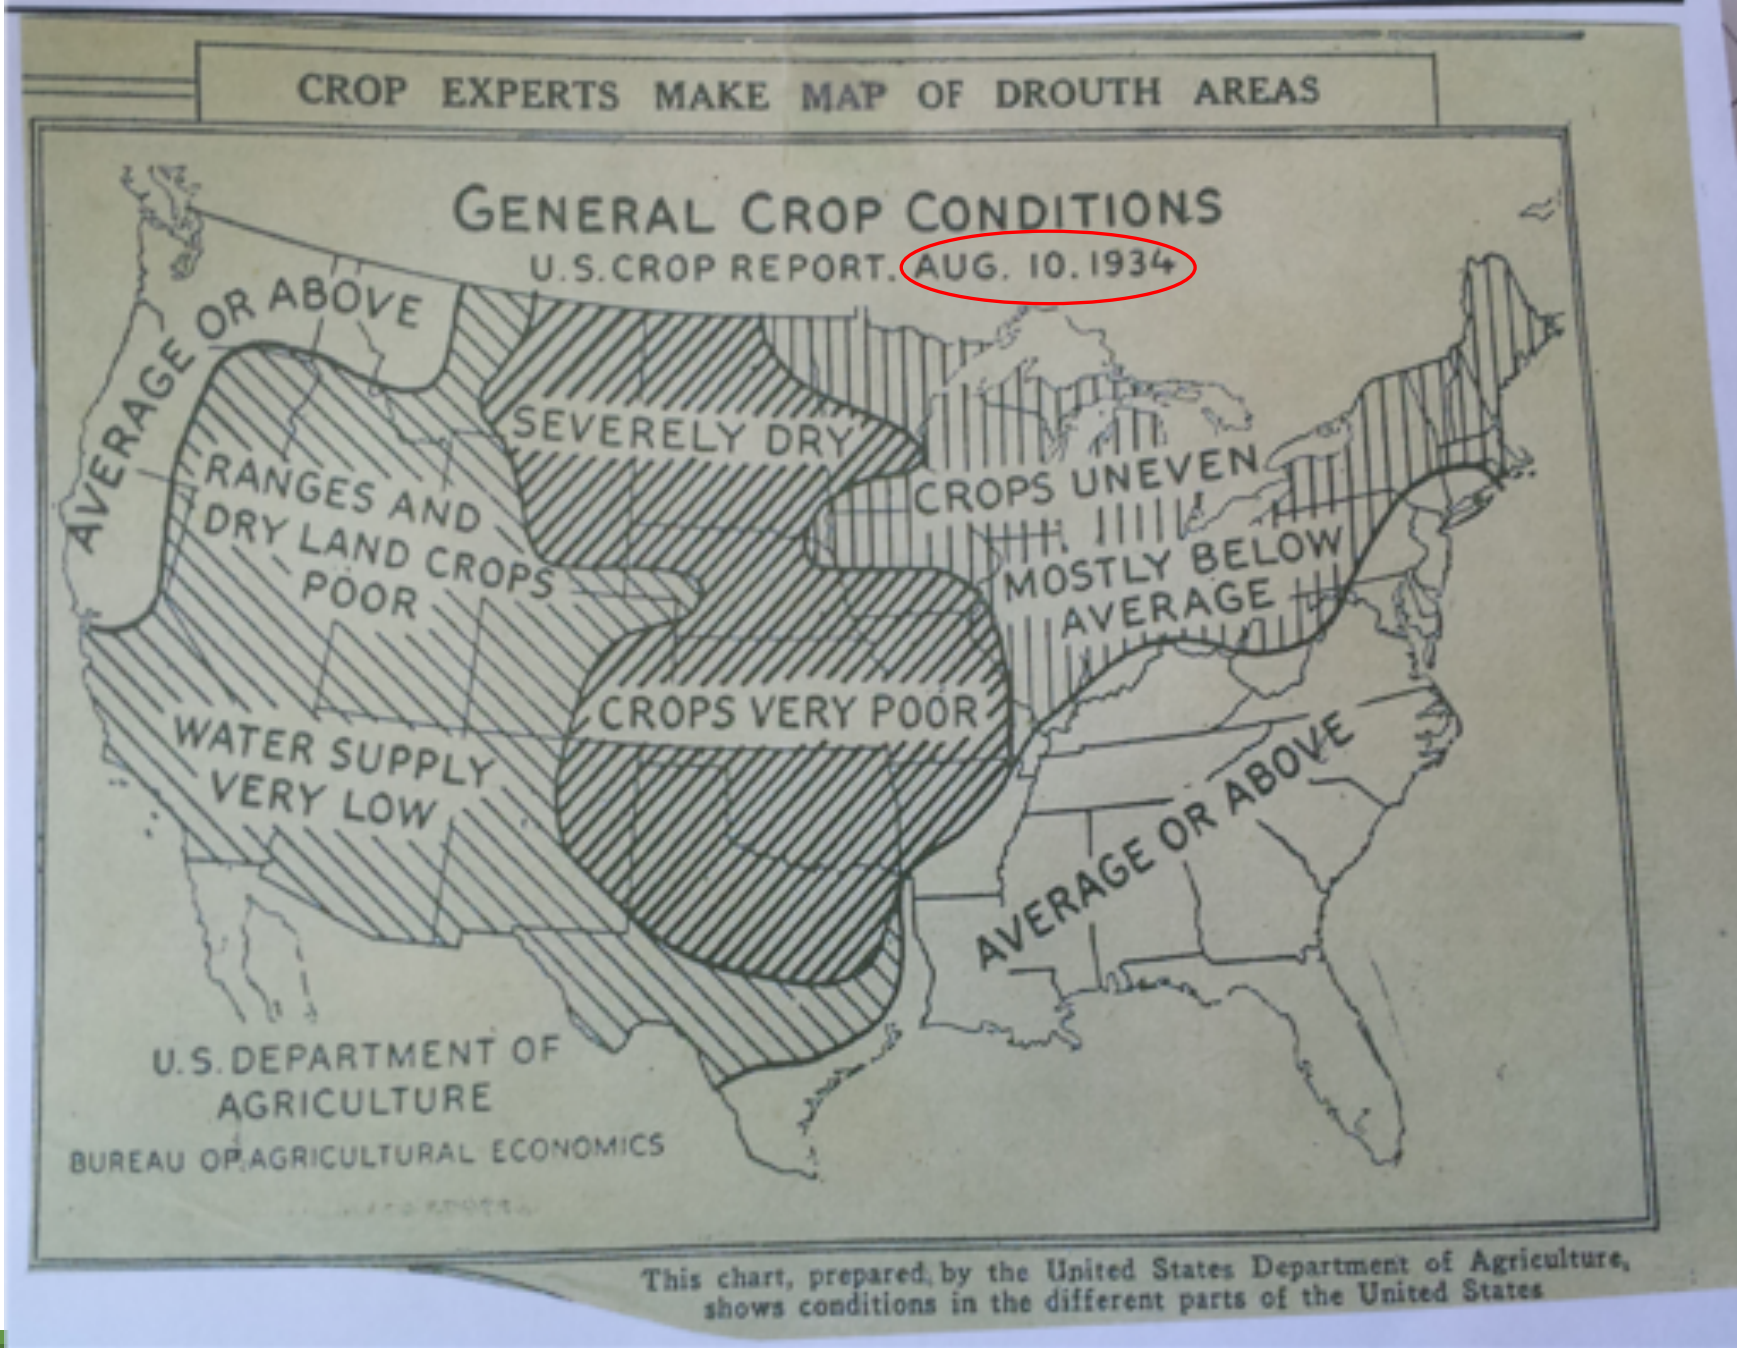 CROP EXPERTS MAKE MAP OF DROUTH AREAS
GENERAL CROP CONDITIONS
U.S. CROP REPORT. AUG. 10. 1934
AVERAGE OR ABOVE
SEVERELY DRY
RANGES AND
DRY LAND CROPS
POOR
CROPS UNEVEN
MOSTLY BELOW
AVERAGE
CROPS VERY POOR
WATER SUPPLY
VERY LOW
AVERAGE OR ABOVE
U.S. DEPARTMENT OF
AGRICULTURE
BUREAU OF AGRICULTURAL ECONOMICS
This chart, prepared by the United States Department of Agriculture,
shows conditions in the different parts of the United States